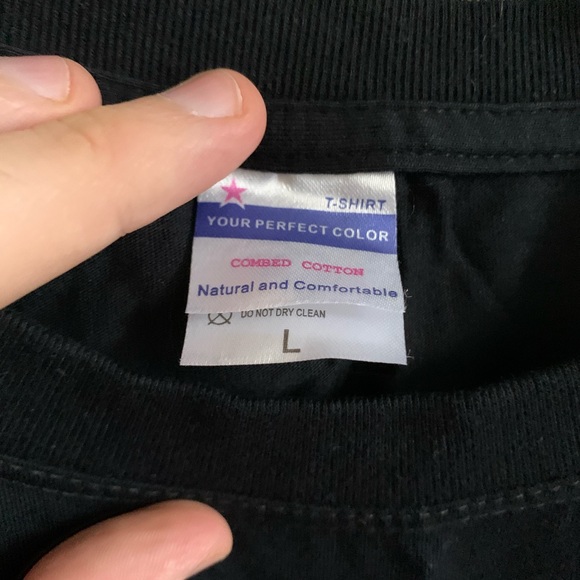 T-SHIRT
YOUR PERFECT COLOR
COMBED COTTON
Natural and Comfortable
DO NOT DRY CLEAN
L